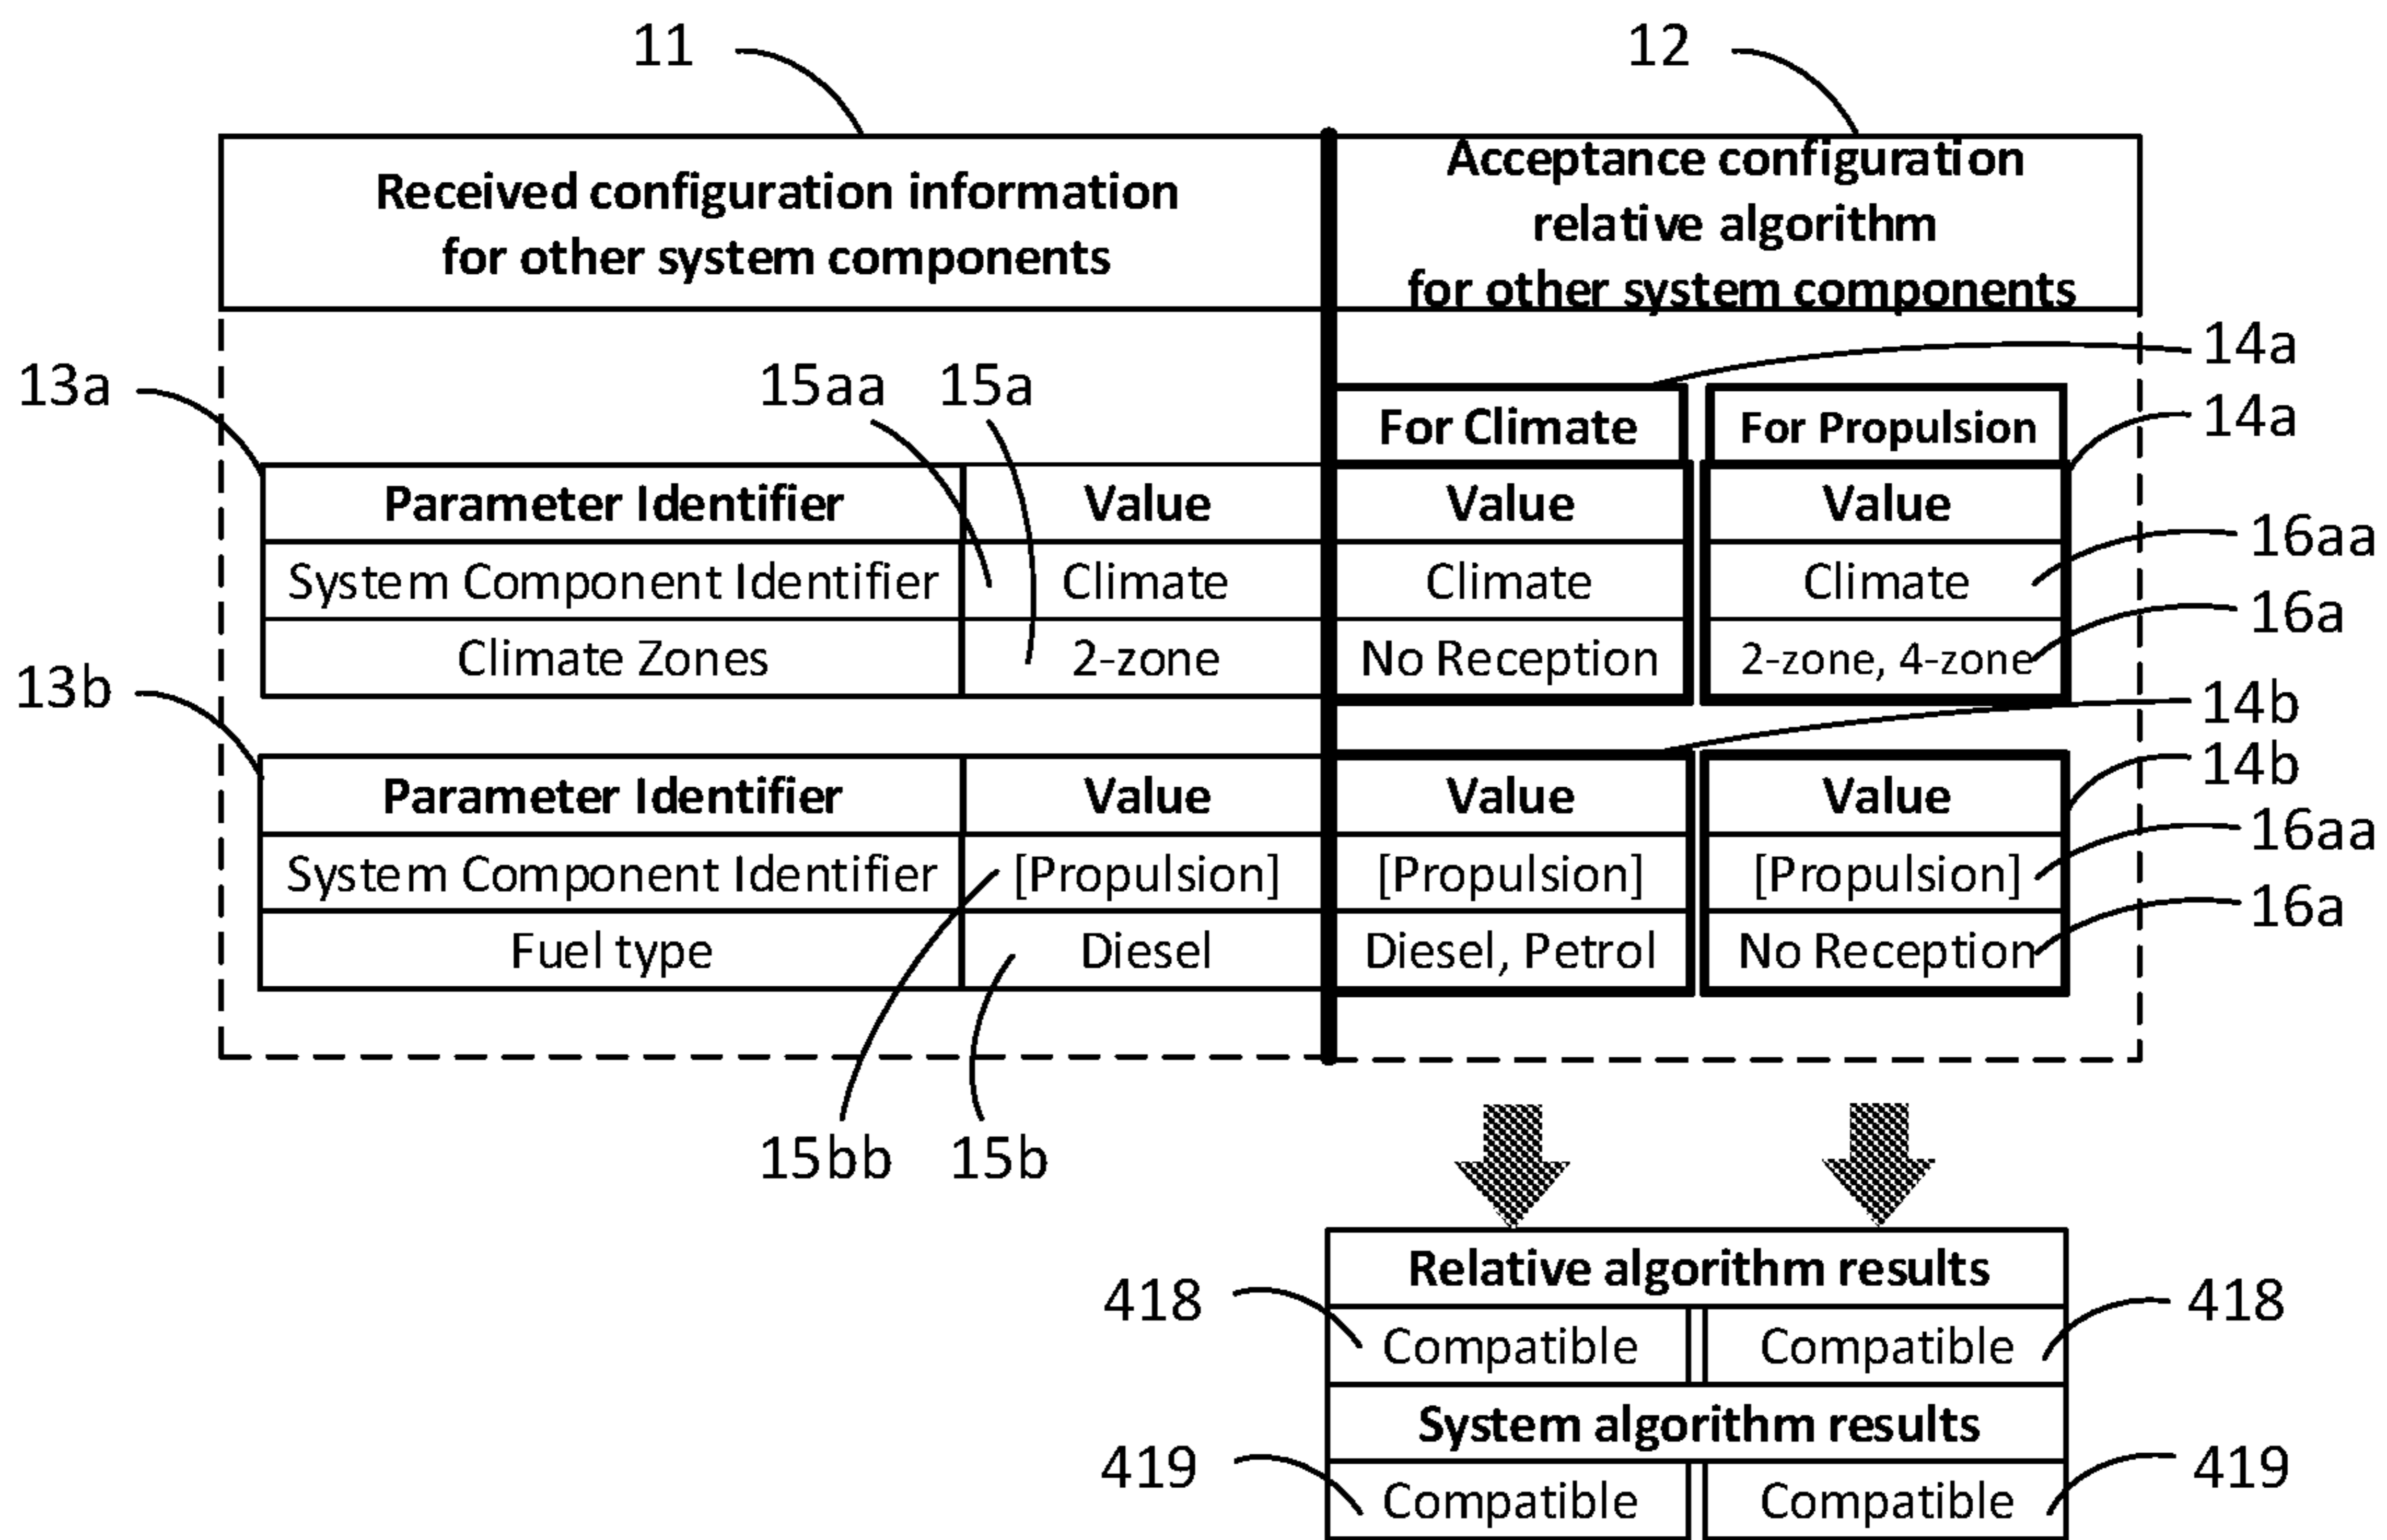 11
12
Received configuration information
for other system components
Acceptance configuration
relative algorithm
for other system components
14a
13a
15aa 15a
For Climate For Propulsion
14a
Parameter Identifier Value Value Value
16aa
System Component Identifier Climate Climate Climate
16a
Climate Zones 2-zone No Reception 2-zone, 4-zone
13b
14b
14b
Parameter Identifier Value Value Value
16aa
System Component Identifier [Propulsion] [Propulsion] [Propulsion]
16a
Fuel type Diesel Diesel, Petrol No Reception
15bb 15b
Relative algorithm results
418 418
Compatible Compatible
System algorithm results
419 419
Compatible Compatible